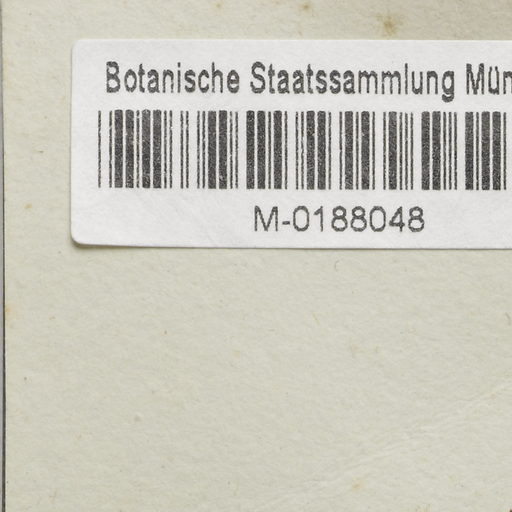 Botanische Staatssammlung Mün
M-0188048